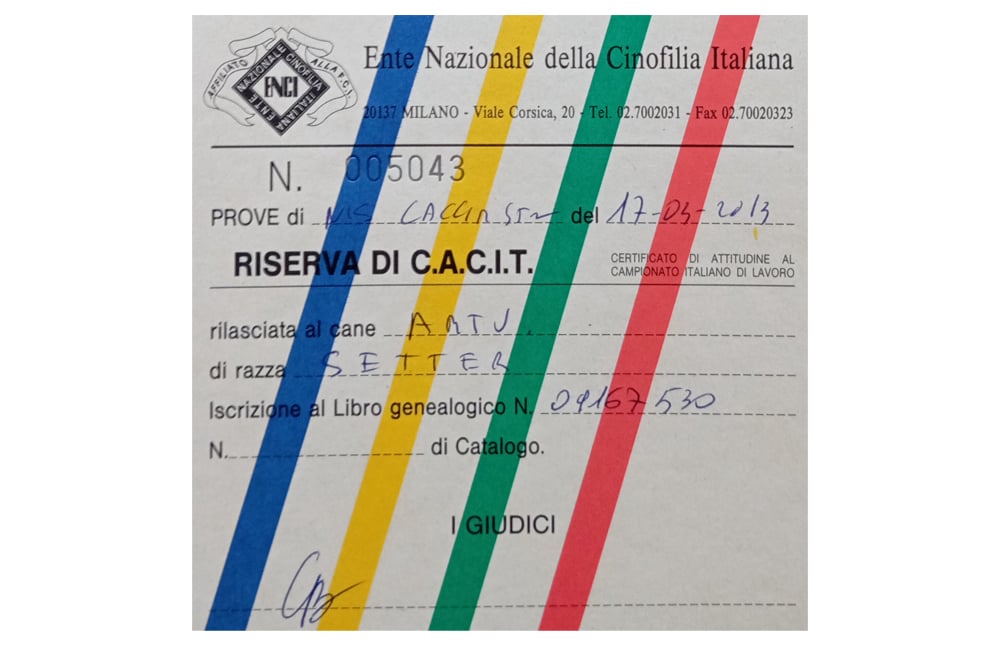 AFFILIATO ALLA F.C.I.
ENTE NAZIONALE CINOFILIA ITALIANA
ENCI
Ente Nazionale della Cinofilia Italiana
20137 MILANO - Viale Corsica, 20 - Tel. 02.7002031 - Fax 02.70020323
N. 005043
PROVE di CACCIA del 17-03-2013
RISERVA DI C.A.C.I.T.
CERTIFICATO DI ATTITUDINE AL
CAMPIONATO ITALIANO DI LAVORO
rilasciata al cane ARTU
di razza SETTER
Iscrizione al Libro genealogico N. 09167530
N. di Catalogo.
I GIUDICI